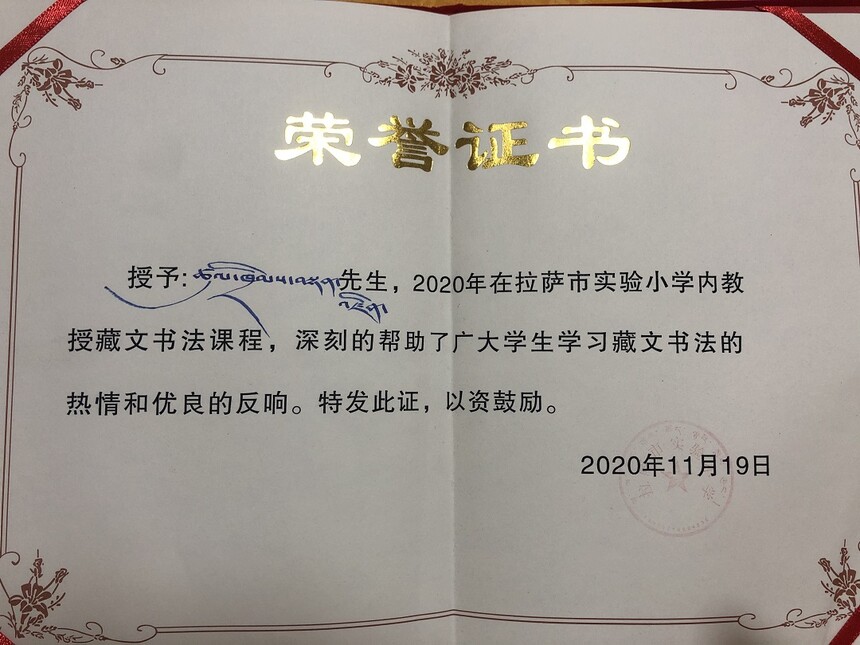 荣誉证书
授予: 先生，2020年在拉萨市实验小学内教
授藏文书法课程，深刻的帮助了广大学生学习藏文书法的
热情和优良的反响。特发此证，以资鼓励。
2020年11月19日